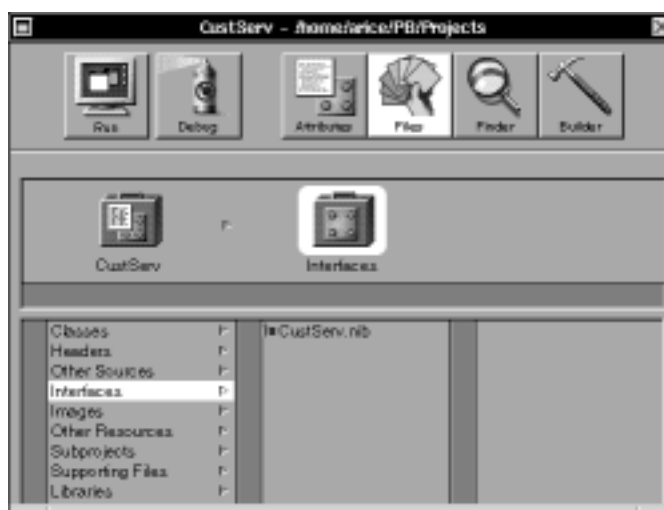 CustServ - /home/arice/PB/Projects
Run
Debug
Attributes
Files
Finder
Builder
CustServ
Interfaces
Classes
Headers
Other Sources
Interfaces
Images
Other Resources
Subprojects
Supporting Files
Libraries
CustServ.nib